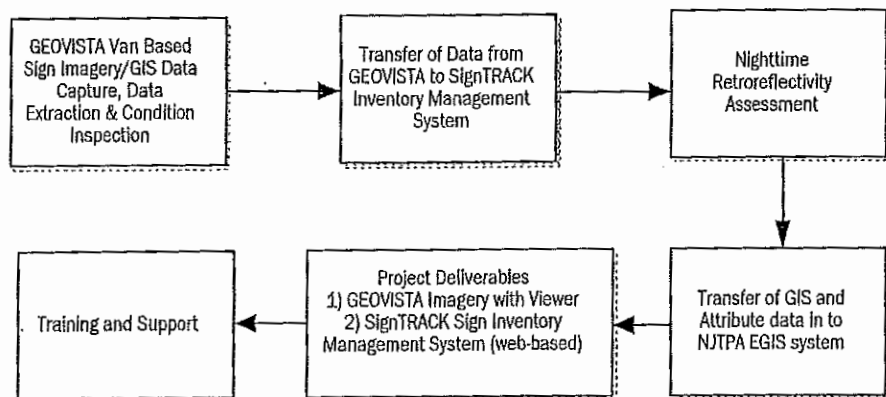 GEOVISTA Van Based
Sign Imagery/GIS Data
Capture, Data
Extraction & Condition
Inspection
Transfer of Data from
GEOVISTA to SignTRACK
Inventory Management
System
Nighttime
Retroreflectivity
Assessment
Transfer of GIS and
Attribute data in to
NJTPA EGIS system
Project Deliverables
1) GEOVISTA Imagery with Viewer
2) SignTRACK Sign Inventory
Management System (web-based)
Training and Support